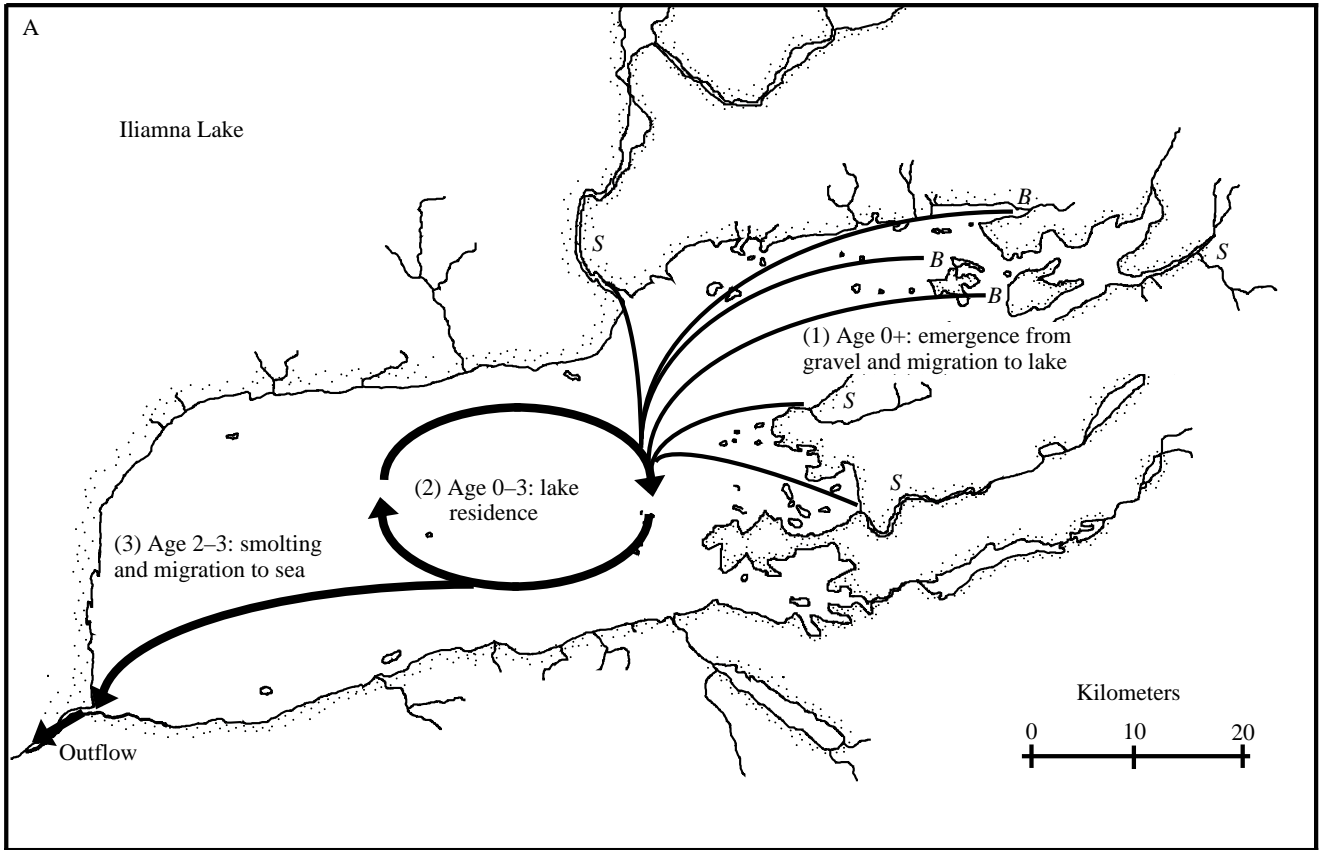 A
Iliamna Lake
B
S
S
B
B
(1) Age 0+: emergence from
gravel and migration to lake
S
(2) Age 0–3: lake
residence
S
(3) Age 2–3: smolting
and migration to sea
Kilometers
0 10 20
Outflow